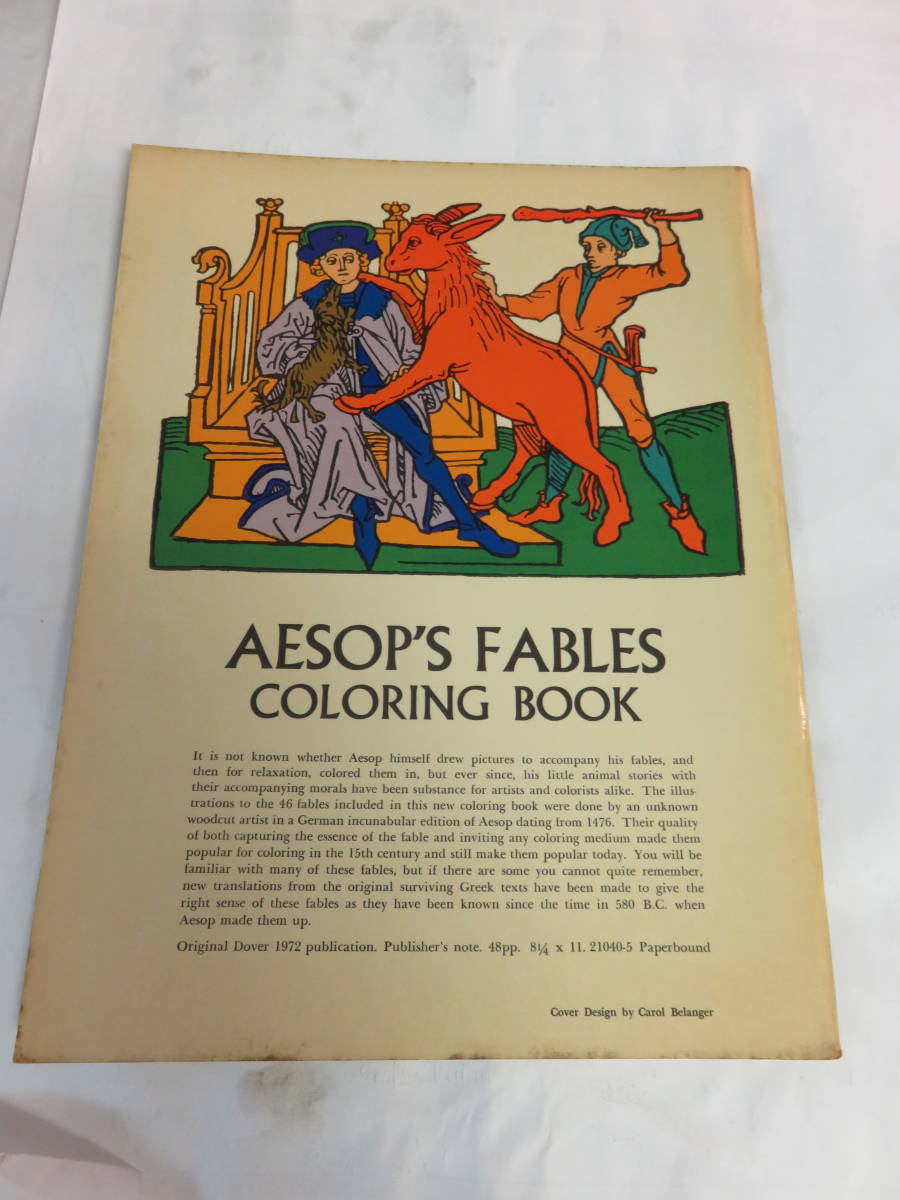 AESOP'S FABLES
COLORING BOOK
It is not known whether Aesop himself drew pictures to accompany his fables, and
then for relaxation, colored them in, but ever since, his little animal stories with
their accompanying morals have been substance for artists and colorists alike. The illus-
trations to the 46 fables included in this new coloring book were done by an unknown
woodcut artist in a German incunabular edition of Aesop dating from 1476. Their quality
of both capturing the essence of the fable and inviting any coloring medium made them
popular for coloring in the 15th century and still make them popular today. You will be
familiar with many of these fables, but if there are some you cannot quite remember,
new translations from the original surviving Greek texts have been made to give the
right sense of these fables as they have been known since the time in 580 B.C. when
Aesop made them up.
Original Dover 1972 publication. Publisher's note. 48pp. 8¼ x 11. 21040-5 Paperbound
Cover Design by Carol Belanger